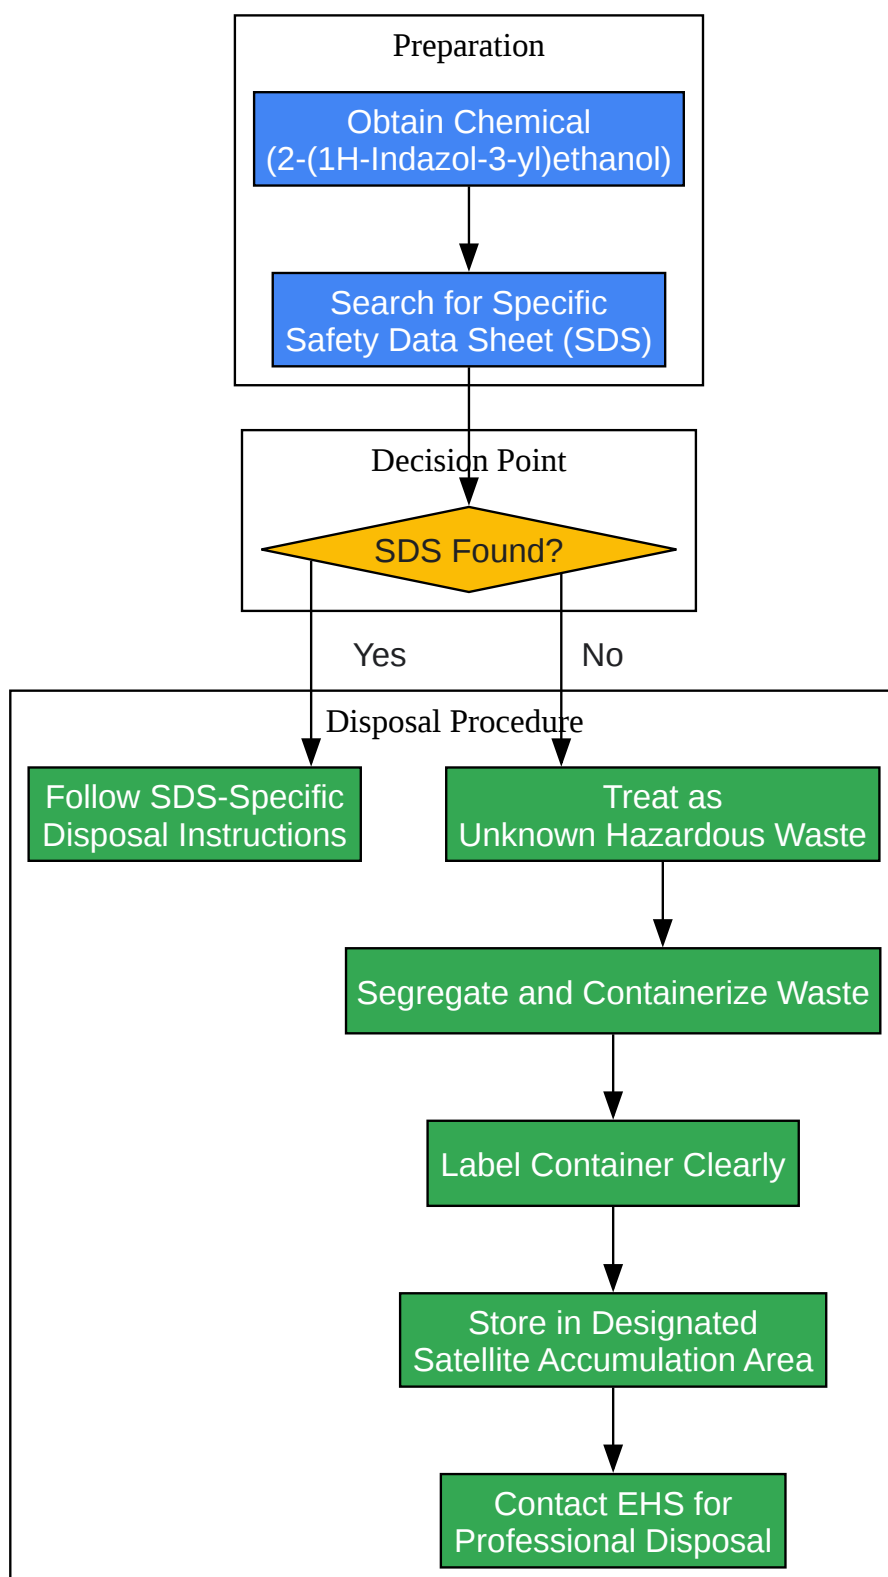 Preparation
Obtain Chemical
(2-(1H-Indazol-3-yl)ethanol)
Search for Specific
Safety Data Sheet (SDS)
Decision Point
SDS Found?
Yes
No
Disposal Procedure
Follow SDS-Specific
Disposal Instructions
Treat as
Unknown Hazardous Waste
Segregate and Containerize Waste
Label Container Clearly
Store in Designated
Satellite Accumulation Area
Contact EHS for
Professional Disposal